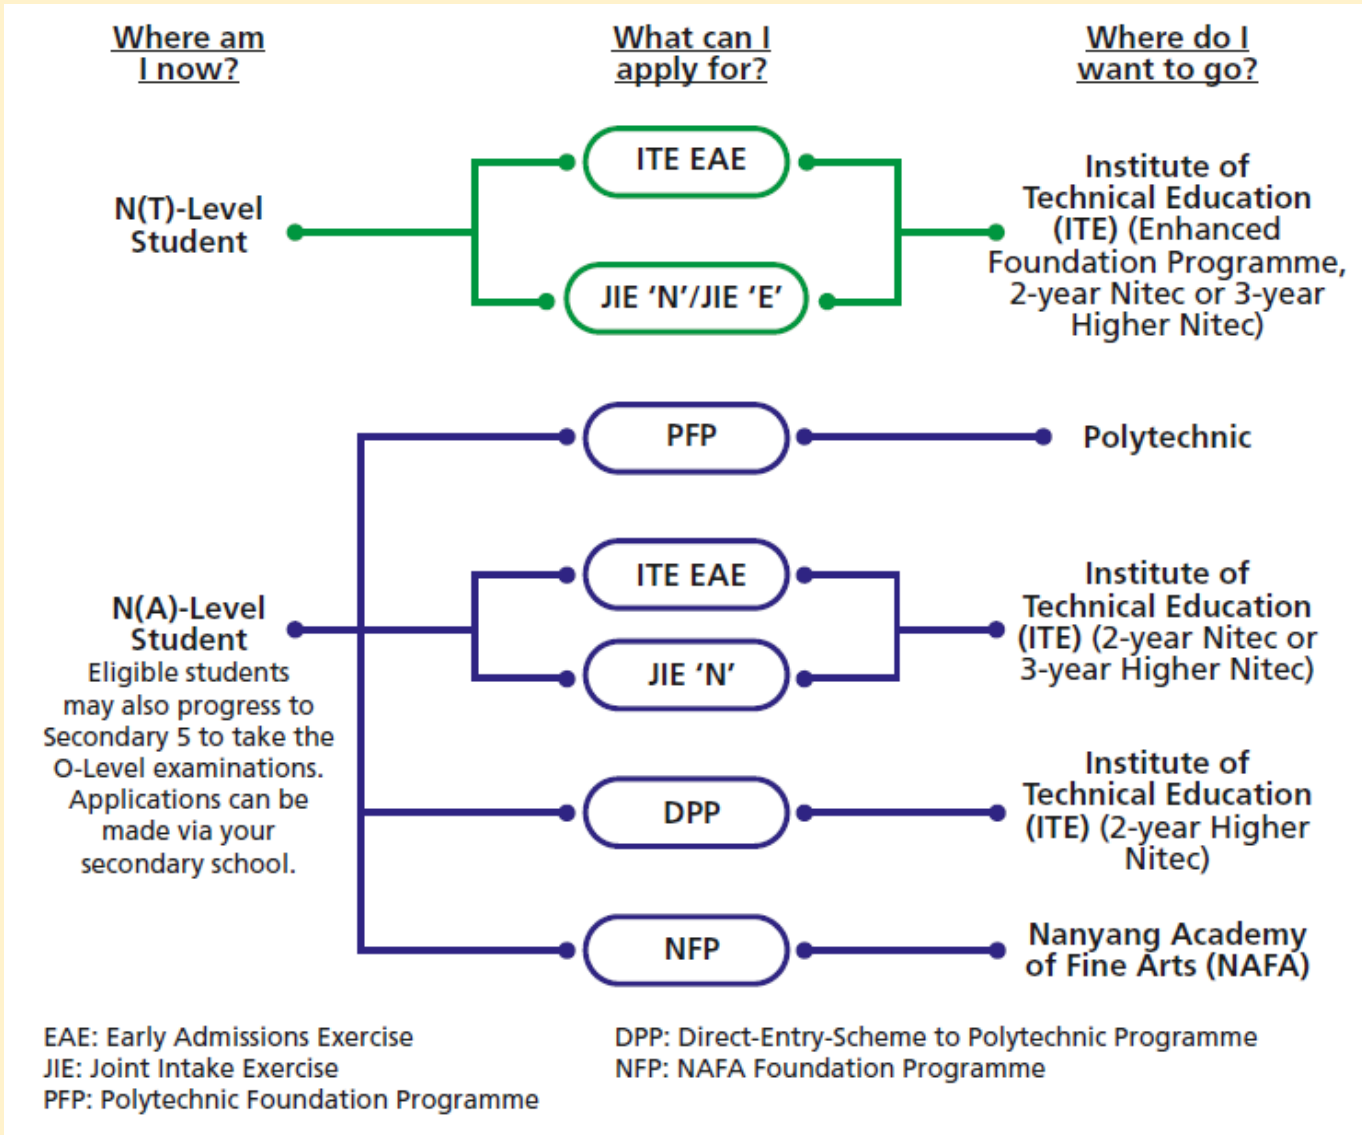 Where am
I now?
What can I
apply for?
Where do I
want to go?
N(T)-Level
Student
ITE EAE
JIE ‘N’/JIE ‘E’
Institute of
Technical Education
(ITE) (Enhanced
Foundation Programme,
2-year Nitec or 3-year
Higher Nitec)
N(A)-Level
Student
Eligible students
may also progress to
Secondary 5 to take the
O-Level examinations.
Applications can be
made via your
secondary school.
PFP
Polytechnic
ITE EAE
JIE ‘N’
Institute of
Technical Education
(ITE) (2-year Nitec or
3-year Higher Nitec)
DPP
Institute of
Technical Education
(ITE) (2-year Higher
Nitec)
NFP
Nanyang Academy
of Fine Arts (NAFA)
EAE: Early Admissions Exercise
JIE: Joint Intake Exercise
PFP: Polytechnic Foundation Programme
DPP: Direct-Entry-Scheme to Polytechnic Programme
NFP: NAFA Foundation Programme